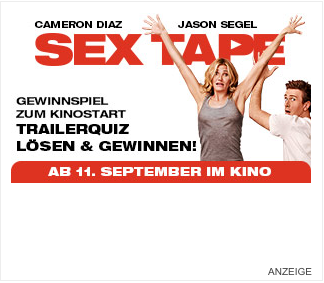 CAMERON DIAZ JASON SEGEL
SEX TAPE
GEWINNSPIEL
ZUM KINOSTART
TRAILERQUIZ
LÖSEN & GEWINNEN!
AB 11. SEPTEMBER IM KINO
ANZEIGE